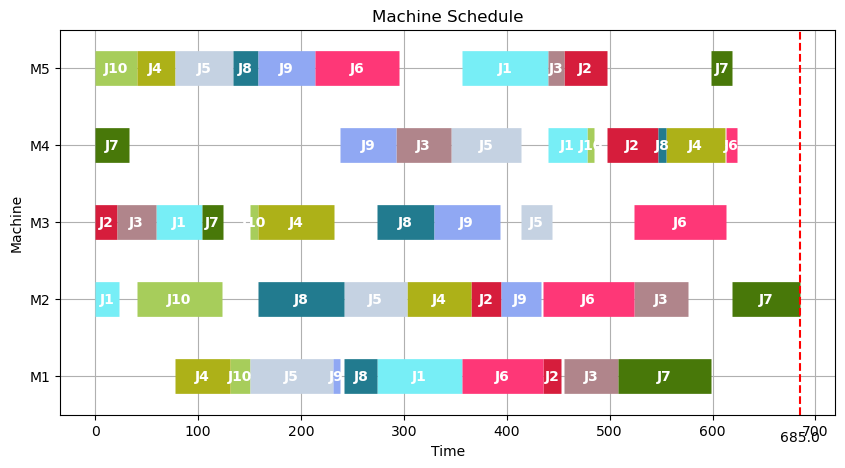 Machine Schedule
M5
J10 J4 J5 J8 J9 J6 J1 J3 J2 J7
M4
J7 J9 J3 J5 J1 J10 J2 J8 J4 J6
M3
J2 J3 J1 J7 J10 J4 J8 J9 J5 J6
M2
J1 J10 J8 J5 J4 J2 J9 J6 J3 J7
M1
J4 J10 J5 J9 J8 J1 J6 J2 J3 J7
Machine
0 100 200 300 400 500 600 700
685.0
Time